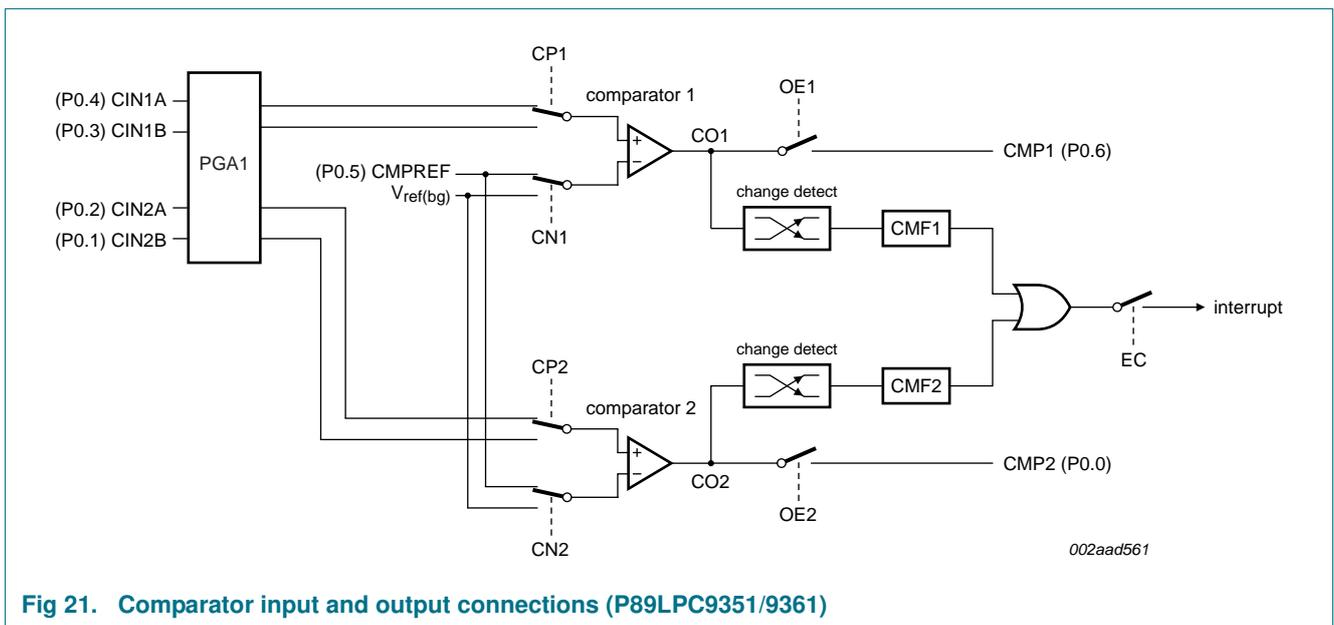 CP1
comparator 1
OE1
(P0.4) CIN1A
(P0.3) CIN1B
PGA1
(P0.2) CIN2A
(P0.1) CIN2B
(P0.5) CMPREF
Vref(bg)
+
−
CN1
CO1
CMP1 (P0.6)
change detect
CMF1
interrupt
EC
change detect
CMF2
CP2
comparator 2
+
−
CO2
CMP2 (P0.0)
OE2
CN2
002aad561
Fig 21. Comparator input and output connections (P89LPC9351/9361)